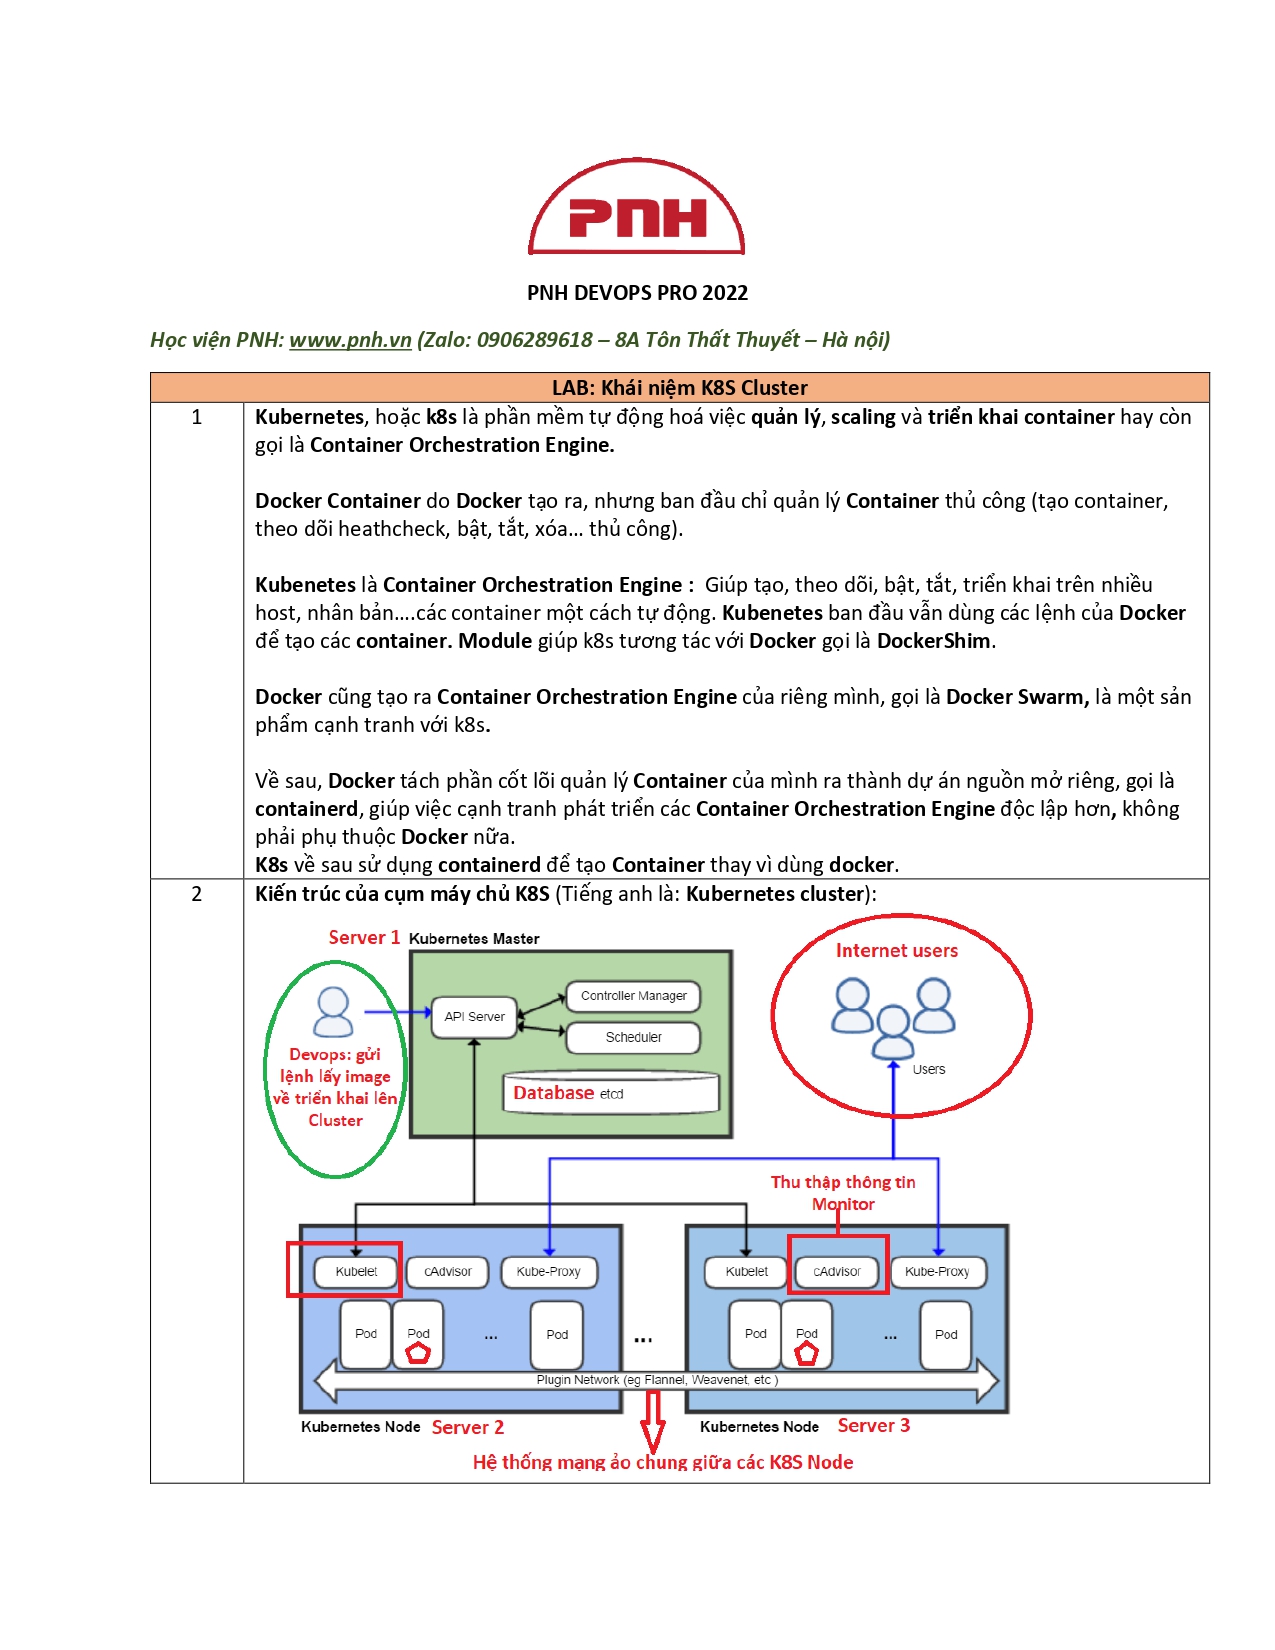 PNH
PNH DEVOPS PRO 2022
Học viện PNH: www.pnh.vn (Zalo: 0906289618 – 8A Tôn Thất Thuyết – Hà nội)
LAB: Khái niệm K8S Cluster
1
Kubernetes, hoặc k8s là phần mềm tự động hoá việc quản lý, scaling và triển khai container hay còn
gọi là Container Orchestration Engine.
Docker Container do Docker tạo ra, nhưng ban đầu chỉ quản lý Container thủ công (tạo container,
theo dõi heathcheck, bật, tắt, xóa... thủ công).
Kubenetes là Container Orchestration Engine :  Giúp tạo, theo dõi, bật, tắt, triển khai trên nhiều
host, nhân bản....các container một cách tự động. Kubenetes ban đầu vẫn dùng các lệnh của Docker
để tạo các container. Module giúp k8s tương tác với Docker gọi là DockerShim.
Docker cũng tạo ra Container Orchestration Engine của riêng mình, gọi là Docker Swarm, là một sản
phẩm cạnh tranh với k8s.
Về sau, Docker tách phần cốt lõi quản lý Container của mình ra thành dự án nguồn mở riêng, gọi là
containerd, giúp việc cạnh tranh phát triển các Container Orchestration Engine độc lập hơn, không
phải phụ thuộc Docker nữa.
K8s về sau sử dụng containerd để tạo Container thay vì dùng docker.
2
Kiến trúc của cụm máy chủ K8S (Tiếng anh là: Kubernetes cluster):
Server 1 Kubernetes Master
Internet users
API Server
Controller Manager
Scheduler
Database etcd
Devops: gửi
lệnh lấy image
về triển khai lên
Cluster
Users
Thu thập thông tin
Monitor
Kubelet cAdvisor Kube-Proxy
Kubelet cAdvisor Kube-Proxy
Pod Pod ... Pod
...
Pod Pod ... Pod
Plugin Network (eg Flannel, Weavenet, etc )
Kubernetes Node Server 2
Kubernetes Node Server 3
Hệ thống mạng ảo chung giữa các K8S Node